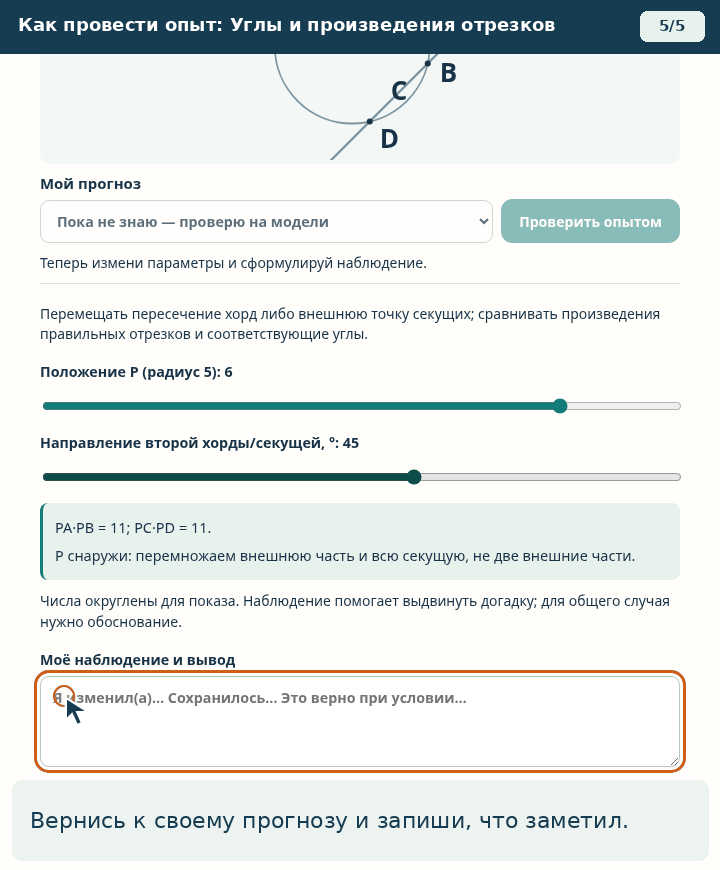 Как провести опыт: Углы и произведения отрезков
5/5
B
C
D
Мой прогноз
Пока не знаю — проверю на модели
Проверить опытом
Теперь измени параметры и сформулируй наблюдение.
Перемещать пересечение хорд либо внешнюю точку секущих; сравнивать произведения
правильных отрезков и соответствующие углы.
Положение P (радиус 5): 6
Направление второй хорды/секущей, °: 45
PA·PB = 11; PC·PD = 11.
P снаружи: перемножаем внешнюю часть и всю секущую, не две внешние части.
Числа округлены для показа. Наблюдение помогает выдвинуть догадку; для общего случая
нужно обоснование.
Моё наблюдение и вывод
Я изменил(а)... Сохранилось... Это верно при условии...
Вернись к своему прогнозу и запиши, что заметил.